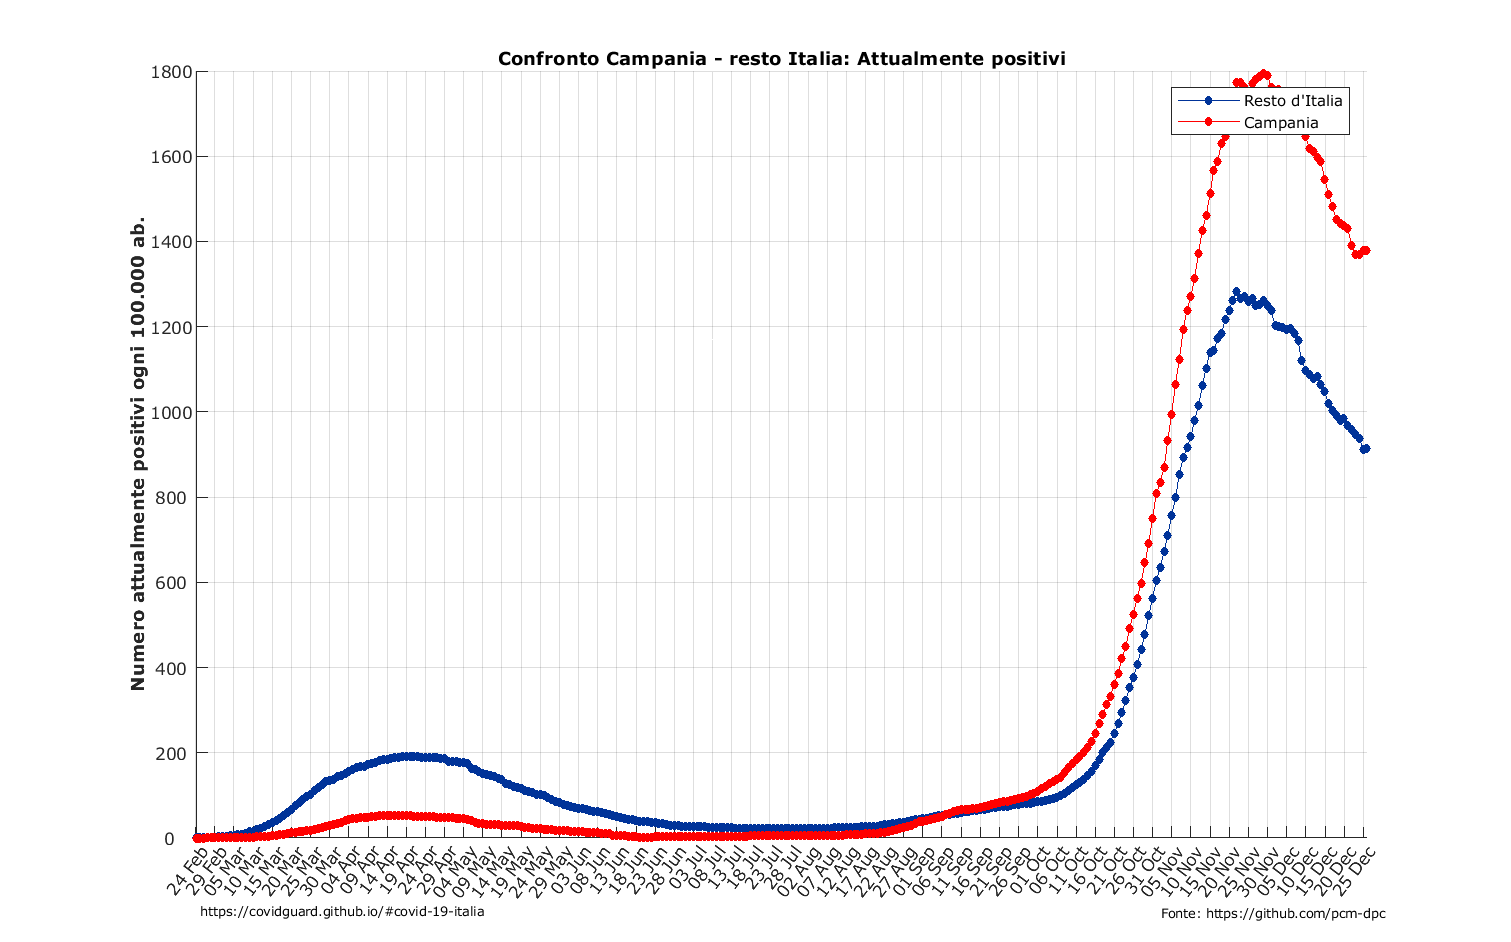 Confronto Campania - resto Italia: Attualmente positivi
Numero attualmente positivi ogni 100.000 ab.
1800
1600
1400
1200
1000
800
600
400
200
0
Resto d'Italia
Campania
24 Feb
29 Feb
05 Mar
10 Mar
15 Mar
20 Mar
25 Mar
30 Mar
04 Apr
09 Apr
14 Apr
19 Apr
24 Apr
29 Apr
04 May
09 May
14 May
19 May
24 May
29 May
03 Jun
08 Jun
13 Jun
18 Jun
23 Jun
28 Jun
03 Jul
08 Jul
13 Jul
18 Jul
23 Jul
28 Jul
02 Aug
07 Aug
12 Aug
17 Aug
22 Aug
27 Aug
01 Sep
06 Sep
11 Sep
16 Sep
21 Sep
26 Sep
01 Oct
06 Oct
11 Oct
16 Oct
21 Oct
26 Oct
31 Oct
05 Nov
10 Nov
15 Nov
20 Nov
25 Nov
30 Nov
05 Dec
10 Dec
15 Dec
20 Dec
25 Dec
https://covidguard.github.io/#covid-19-italia
Fonte: https://github.com/pcm-dpc